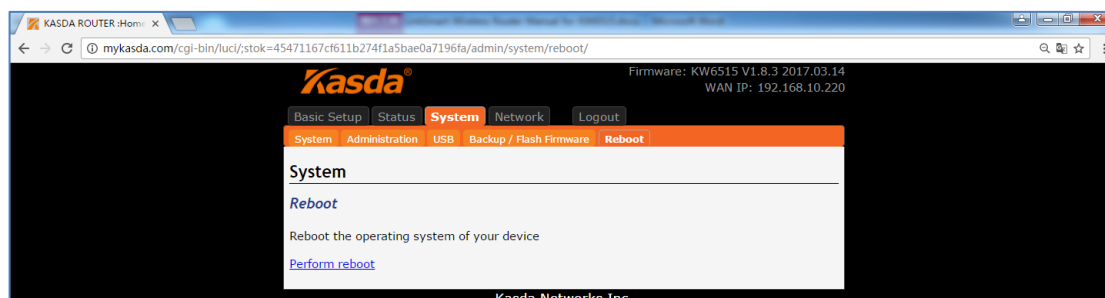 KASDA ROUTER :Home
mykasda.com/cgi-bin/luci/;stok=45471167cf611b274f1a5bae0a7196fa/admin/system/reboot/
Kasda®
Firmware: KW6515 V1.8.3 2017.03.14
WAN IP: 192.168.10.220
Basic Setup Status System Network Logout
System Administration USB Backup / Flash Firmware Reboot
System
Reboot
Reboot the operating system of your device
Perform reboot
Kasda Networks Inc